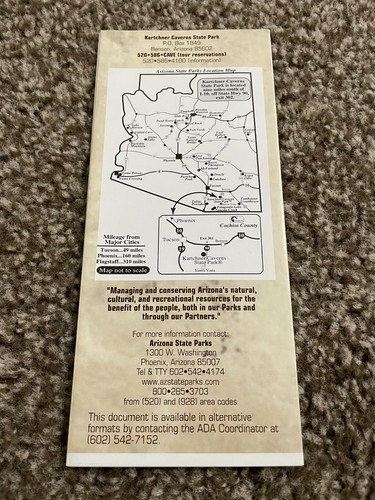 Kartchner Caverns State Park
P.O. Box 1849
Benson, Arizona 85602
520•586•CAVE (tour reservations)
520•586•4100 (information)
Arizona State Parks Location Map
Kartchner Caverns
State Park is located
nine miles south of
I-10, off State Hwy 90,
exit 302.
Phoenix
Tucson
Cochise County
Mileage from
Major Cities
Tucson...49 miles
Phoenix...160 miles
Flagstaff...310 miles
Map not to scale
Phoenix
Tucson
Exit 302
Kartchner Caverns
State Park
Sierra Vista
"Managing and conserving Arizona's natural,
cultural, and recreational resources for the
benefit of the people, both in our Parks and
through our Partners."
For more information contact
Arizona State Parks
1300 W. Washington
Phoenix, Arizona 85007
Tel & TTY 602•542•4174
www.azstateparks.com
800•285•3703
from (520) and (928) area codes
This document is available in alternative
formats by contacting the ADA Coordinator at
(602) 542-7152.